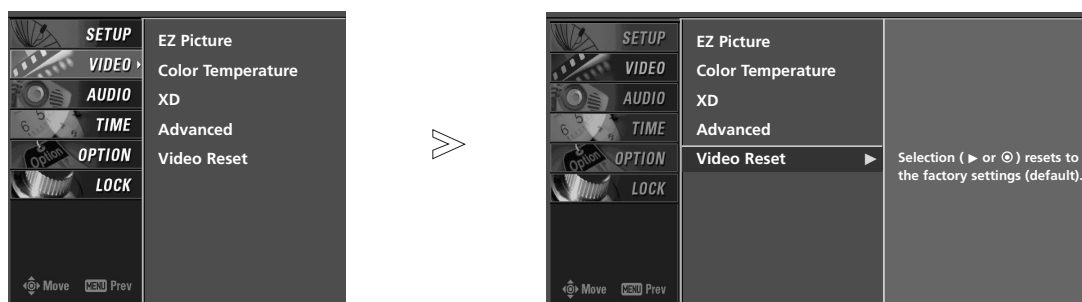 SETUP
VIDEO
AUDIO
TIME
OPTION
LOCK
EZ Picture
Color Temperature
XD
Advanced
Video Reset
Move MENU Prev
SETUP
VIDEO
AUDIO
TIME
OPTION
LOCK
EZ Picture
Color Temperature
XD
Advanced
Video Reset ▶
Selection ( ▶ or ⊙ ) resets to
the factory settings (default).
Move MENU Prev